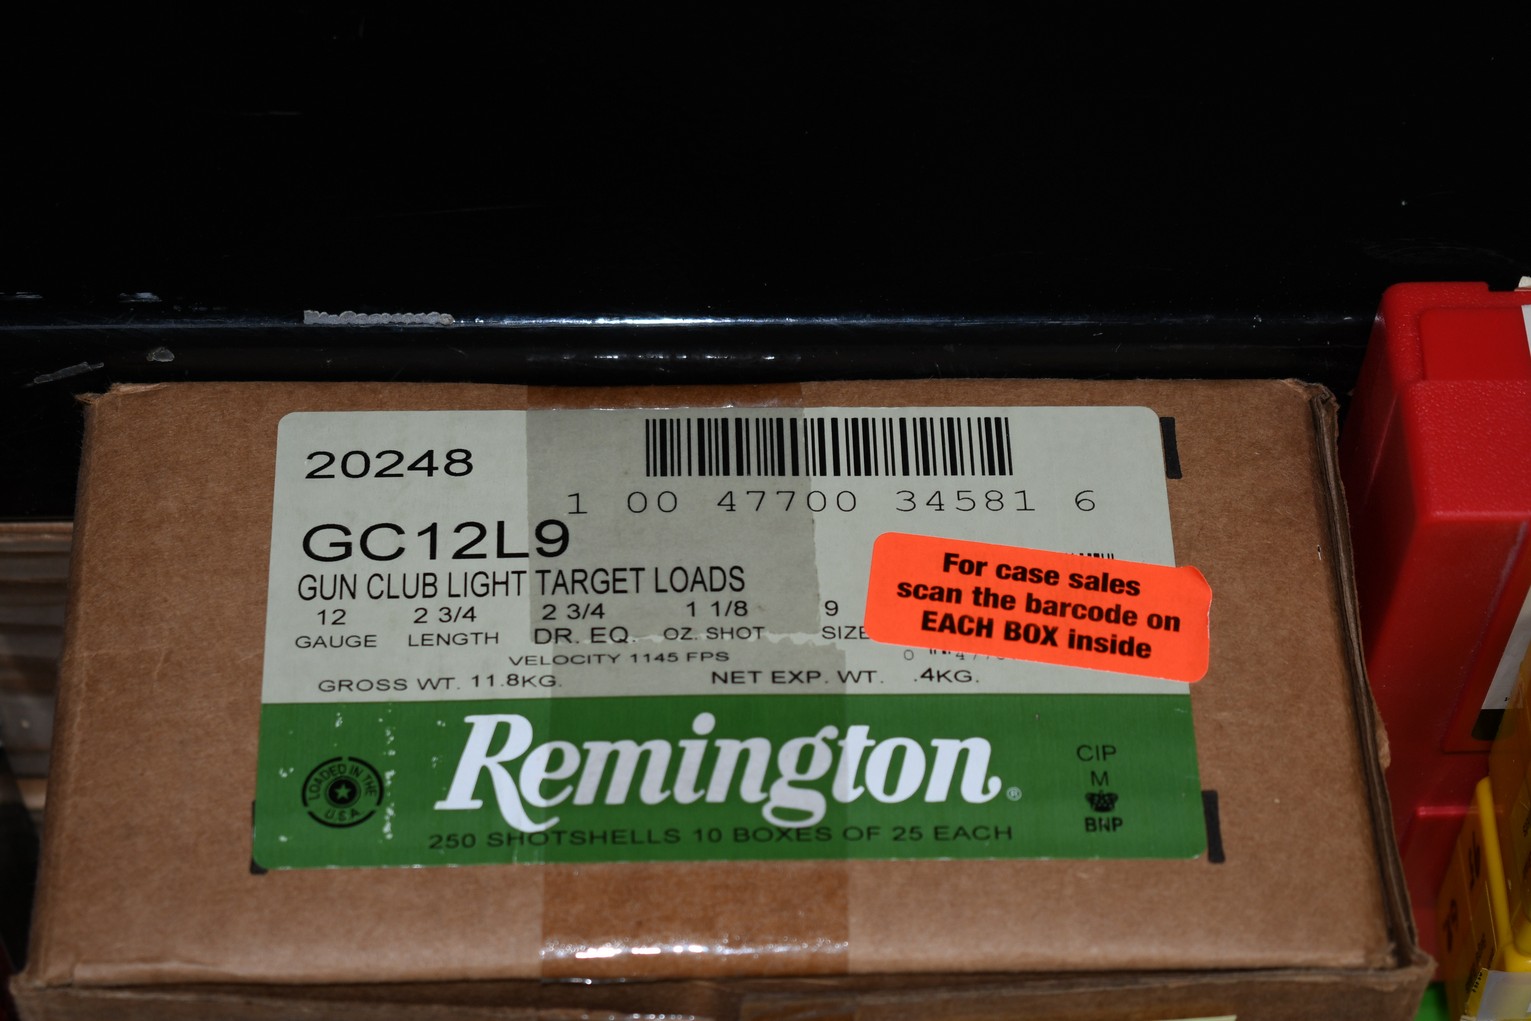 20248
1 00 47700 34581 6
GC12L9
GUN CLUB LIGHT TARGET LOADS
12 2 3/4 2 3/4 1 1/8 9
GAUGE LENGTH DR. EQ. OZ. SHOT SIZE
VELOCITY 1145 FPS
GROSS WT. 11.8KG. NET EXP. WT. .4KG.
For case sales
scan the barcode on
EACH BOX inside
Remington®
LOADED IN THE U.S.A.
CIP
M
BNP
250 SHOTSHELLS 10 BOXES OF 25 EACH